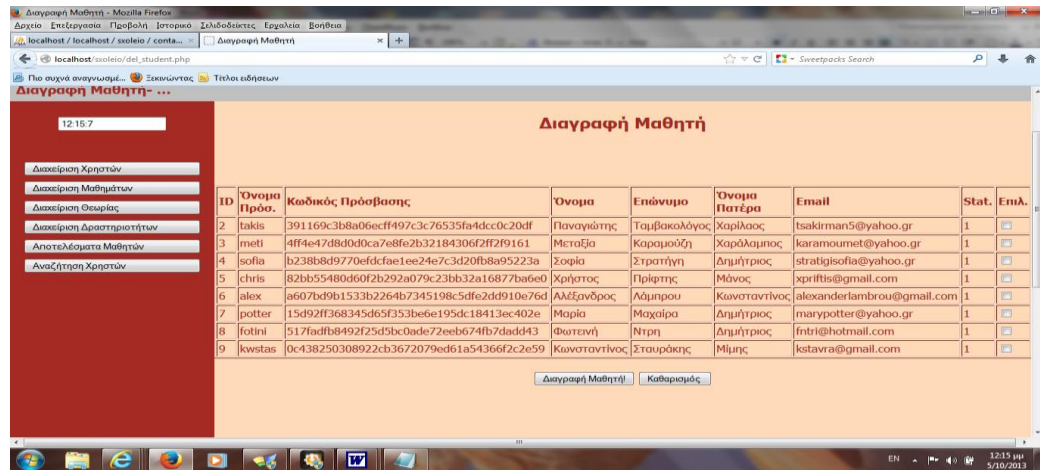 Διαγραφή Μαθητή - Mozilla Firefox
Αρχείο Επεξεργασία Προβολή Ιστορικό Σελιδοδείκτες Εργαλεία Βοήθεια
localhost / localhost / sxoleio / conta... × Διαγραφή Μαθητή × +
localhost/sxoleio/del_student.php Sweetpacks Search
Πιο συχνά αναγνωσμέ... Ξεκινώντας Τίτλοι ειδήσεων
Διαγραφή Μαθητή- ...
12:15:7
Διαχείριση Χρηστών
Διαχείριση Μαθημάτων
Διαχείριση Θεωρίας
Διαχείριση Δραστηριοτήτων
Αποτελέσματα Μαθητών
Αναζήτηση Χρηστών
Διαγραφή Μαθητή
ID Όνομα Πρόσ. Κωδικός Πρόσβασης Όνομα Επώνυμο Όνομα Πατέρα Email Stat. Επιλ.
2 takis 391169c3b8a06ecff497c3c76535fa4dcc0c20df Παναγιώτης Ταμβακολόγος Χαρίλαος tsakirman5@yahoo.gr 1
3 meti 4ff4e47d8d0d0ca7e8fe2b32184306f2ff2f9161 Μεταξία Καραμούζη Χαράλαμπος karamoumet@yahoo.gr 1
4 sofia b238b8d9770efdcfae1ee24e7c3d20fb8a95223a Σοφία Στρατήγη Δημήτριος stratigisofia@yahoo.gr 1
5 chris 82bb55480d60f2b292a079c23bb32a16877ba6e0 Χρήστος Πρίφτης Μάνος xpriftis@gmail.com 1
6 alex a607bd9b1533b2264b7345198c5dfe2dd910e76d Αλέξανδρος Λάμπρου Κωνσταντίνος alexanderlambrou@gmail.com 1
7 potter 15d92ff368345d65f353be6e195dc18413ec402e Μαρία Μαχαίρα Δημήτριος marypotter@yahoo.gr 1
8 fotini 517fadfb8492f25d5bc0ade72eeb674fb7dadd43 Φωτεινή Ντρη Δημήτριος fntri@hotmail.com 1
9 kwstas 0c438250308922cb3672079ed61a54366f2c2e59 Κωνσταντίνος Σταυράκης Μίμης kstavra@gmail.com 1
Διαγραφή Μαθητή! Καθαρισμός
EN 12:15 μμ
5/10/2013